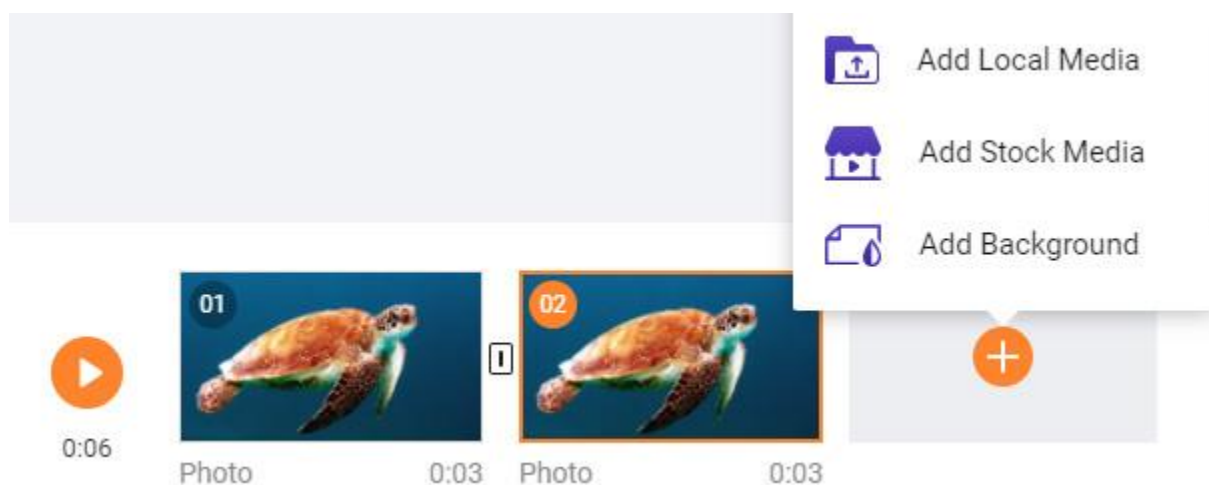 Add Local Media
Add Stock Media
Add Background
01
02
0:06
Photo 0:03
Photo 0:03